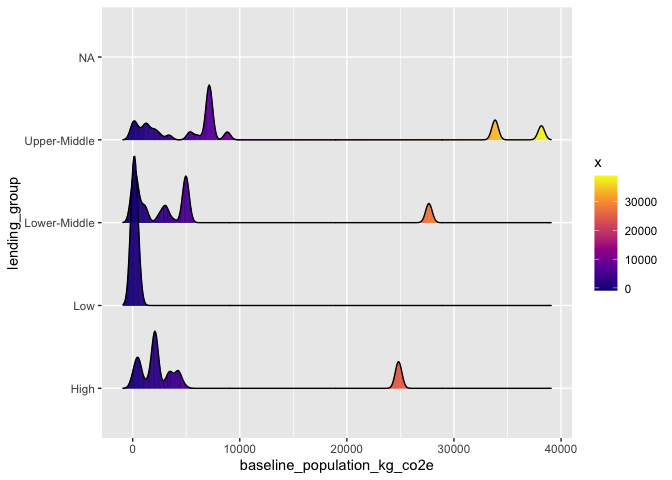 NA
Upper-Middle
Lower-Middle
Low
High
lending_group
0 10000 20000 30000 40000
baseline_population_kg_co2e
x
30000
20000
10000
0